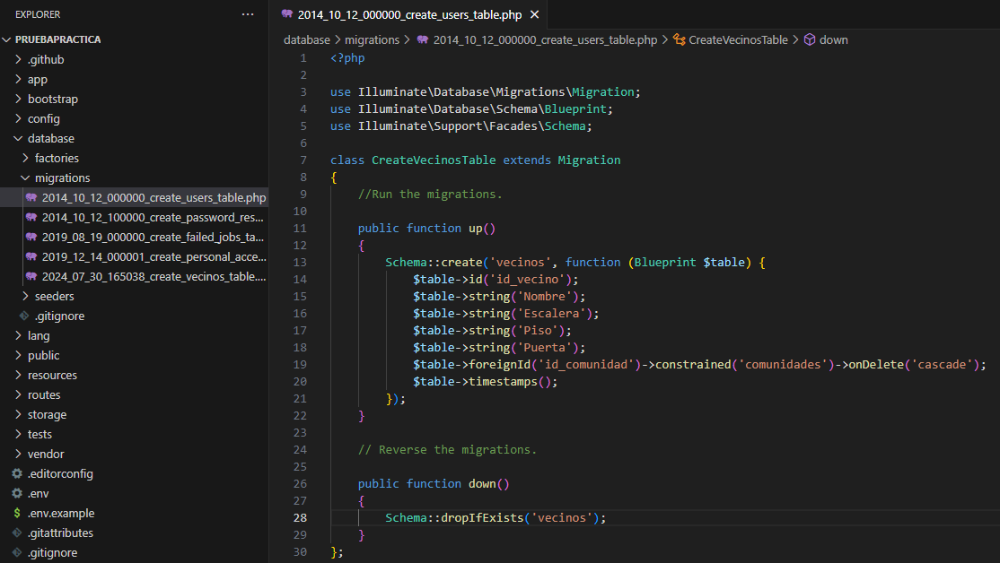 EXPLORER
PRUEBAPRACTICA
.github
app
bootstrap
config
database
factories
migrations
2014_10_12_000000_create_users_table.php
2014_10_12_100000_create_password_res...
2019_08_19_000000_create_failed_jobs_ta...
2019_12_14_000001_create_personal_acce...
2024_07_30_165038_create_vecinos_table....
seeders
.gitignore
lang
public
resources
routes
storage
tests
vendor
.editorconfig
.env
$ .env.example
.gitattributes
.gitignore
2014_10_12_000000_create_users_table.php
database > migrations > 2014_10_12_000000_create_users_table.php > CreateVecinosTable > down
1 <?php
2
3 use Illuminate\Database\Migrations\Migration;
4 use Illuminate\Database\Schema\Blueprint;
5 use Illuminate\Support\Facades\Schema;
6
7 class CreateVecinosTable extends Migration
8 {
9     //Run the migrations.
10
11     public function up()
12     {
13         Schema::create('vecinos', function (Blueprint $table) {
14             $table->id('id_vecino');
15             $table->string('Nombre');
16             $table->string('Escalera');
17             $table->string('Piso');
18             $table->string('Puerta');
19             $table->foreignId('id_comunidad')->constrained('comunidades')->onDelete('cascade');
20             $table->timestamps();
21         });
22     }
23
24     // Reverse the migrations.
25
26     public function down()
27     {
28         Schema::dropIfExists('vecinos');
29     }
30 };